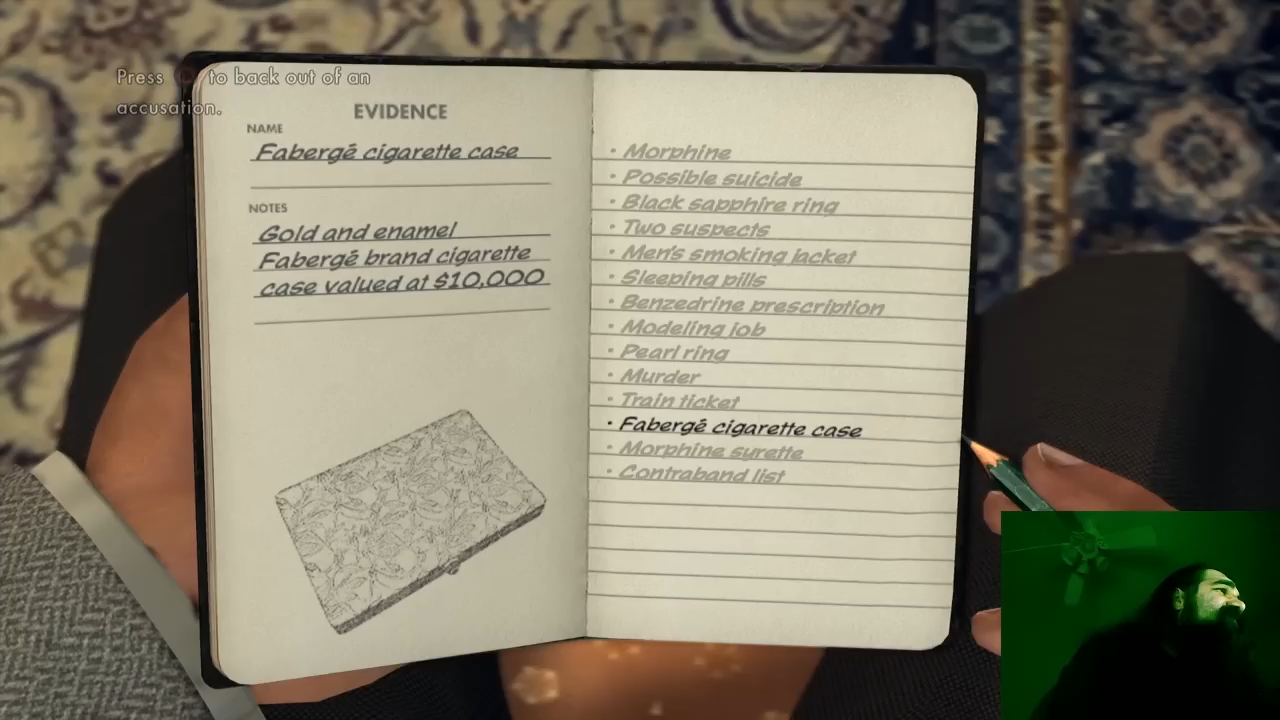 Press to back out of an
accusation.
EVIDENCE
NAME
Fabergé cigarette case
NOTES
Gold and enamel
Fabergé brand cigarette
case valued at $10,000
• Morphine
• Possible suicide
• Black sapphire ring
• Two suspects
• Men's smoking jacket
• Sleeping pills
• Benzedrine prescription
• Modeling job
• Pearl ring
• Murder
• Train ticket
• Fabergé cigarette case
• Morphine surette
• Contraband list